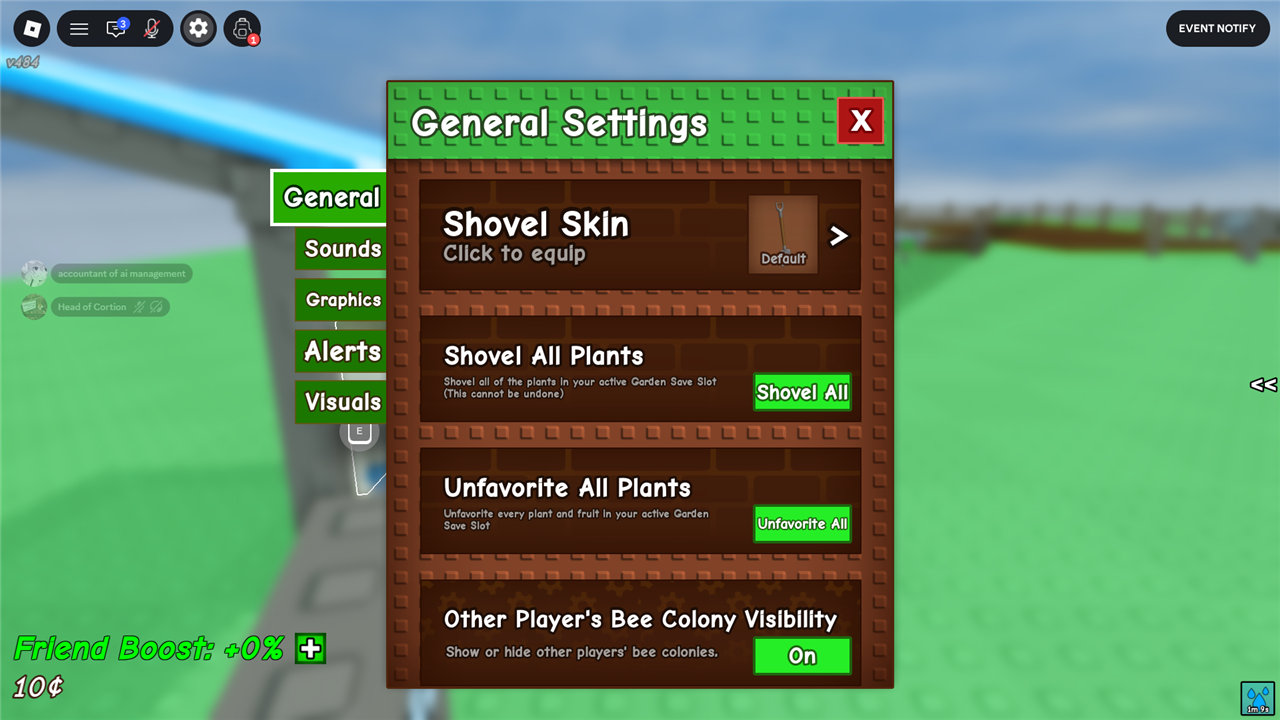 3
1
EVENT NOTIFY
v484
General Settings
X
General
Sounds
Graphics
Alerts
Visuals
accountant of ai management
Head of Cortion
E
Shovel Skin
Click to equip
Default
>
Shovel All Plants
Shovel all of the plants in your active Garden Save Slot
(This cannot be undone)
Shovel All
<<
Unfavorite All Plants
Unfavorite every plant and fruit in your active Garden
Save Slot
Unfavorite All
Other Player's Bee Colony Visibility
Show or hide other players' bee colonies.
On
Friend Boost: +0%
+
10¢
1m 9s